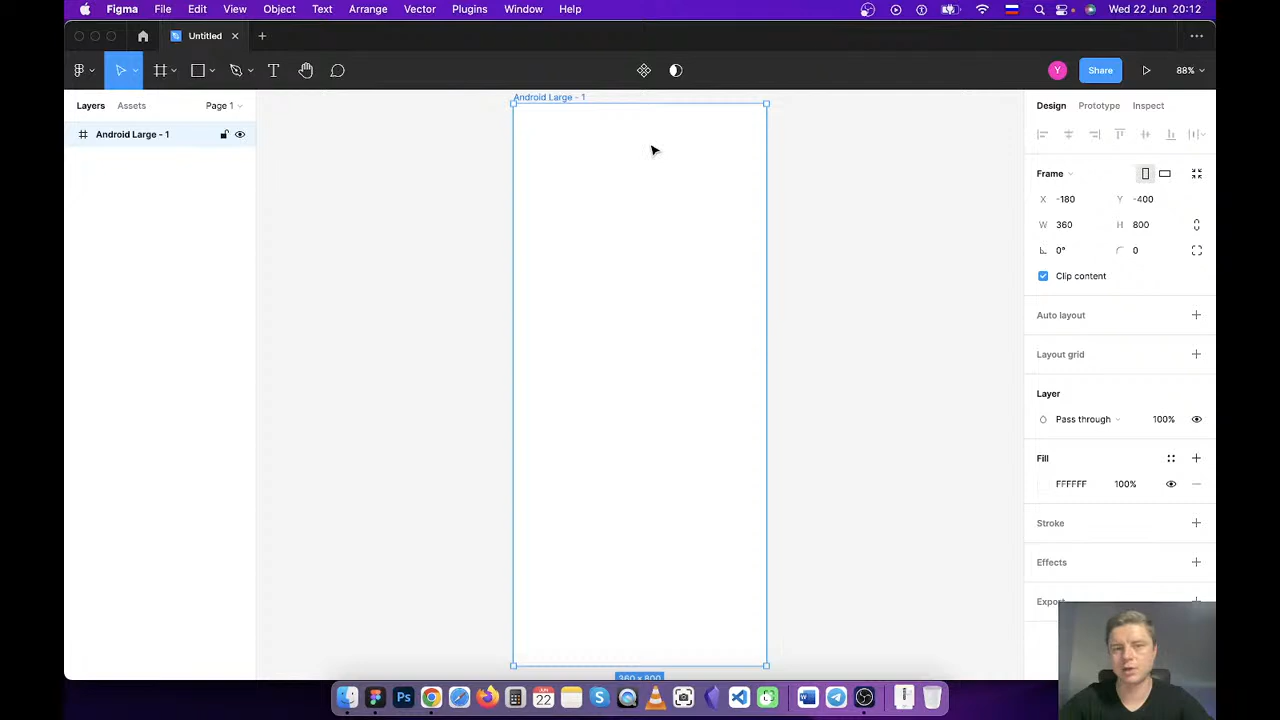 Figma File Edit View Object Text Arrange Vector Plugins Window Help Wed 22 Jun 20:12
Untitled
Y Share 88%
Layers Assets Page 1
Android Large - 1
Android Large - 1
360 × 800
Design Prototype Inspect
Frame
X -180 Y -400
W 360 H 800
0° 0
Clip content
Auto layout
Layout grid
Layer
Pass through 100%
Fill
FFFFFF 100%
Stroke
Effects
Export
JUN
22